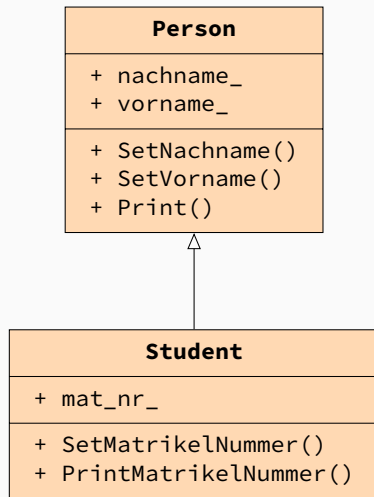 Person
+ nachname_
+ vorname_
+ SetNachname()
+ SetVorname()
+ Print()
Student
+ mat_nr_
+ SetMatrikelNummer()
+ PrintMatrikelNummer()